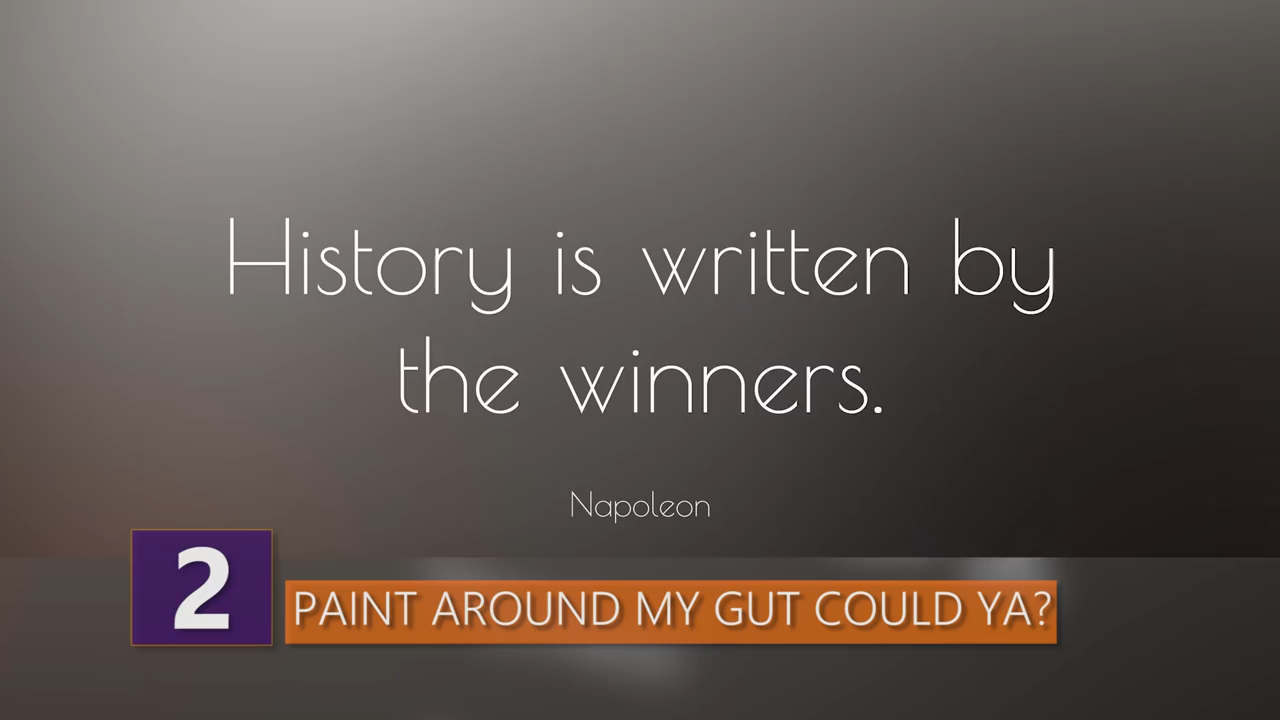 History is written by
the winners.
Napoleon
2
PAINT AROUND MY GUT COULD YA?